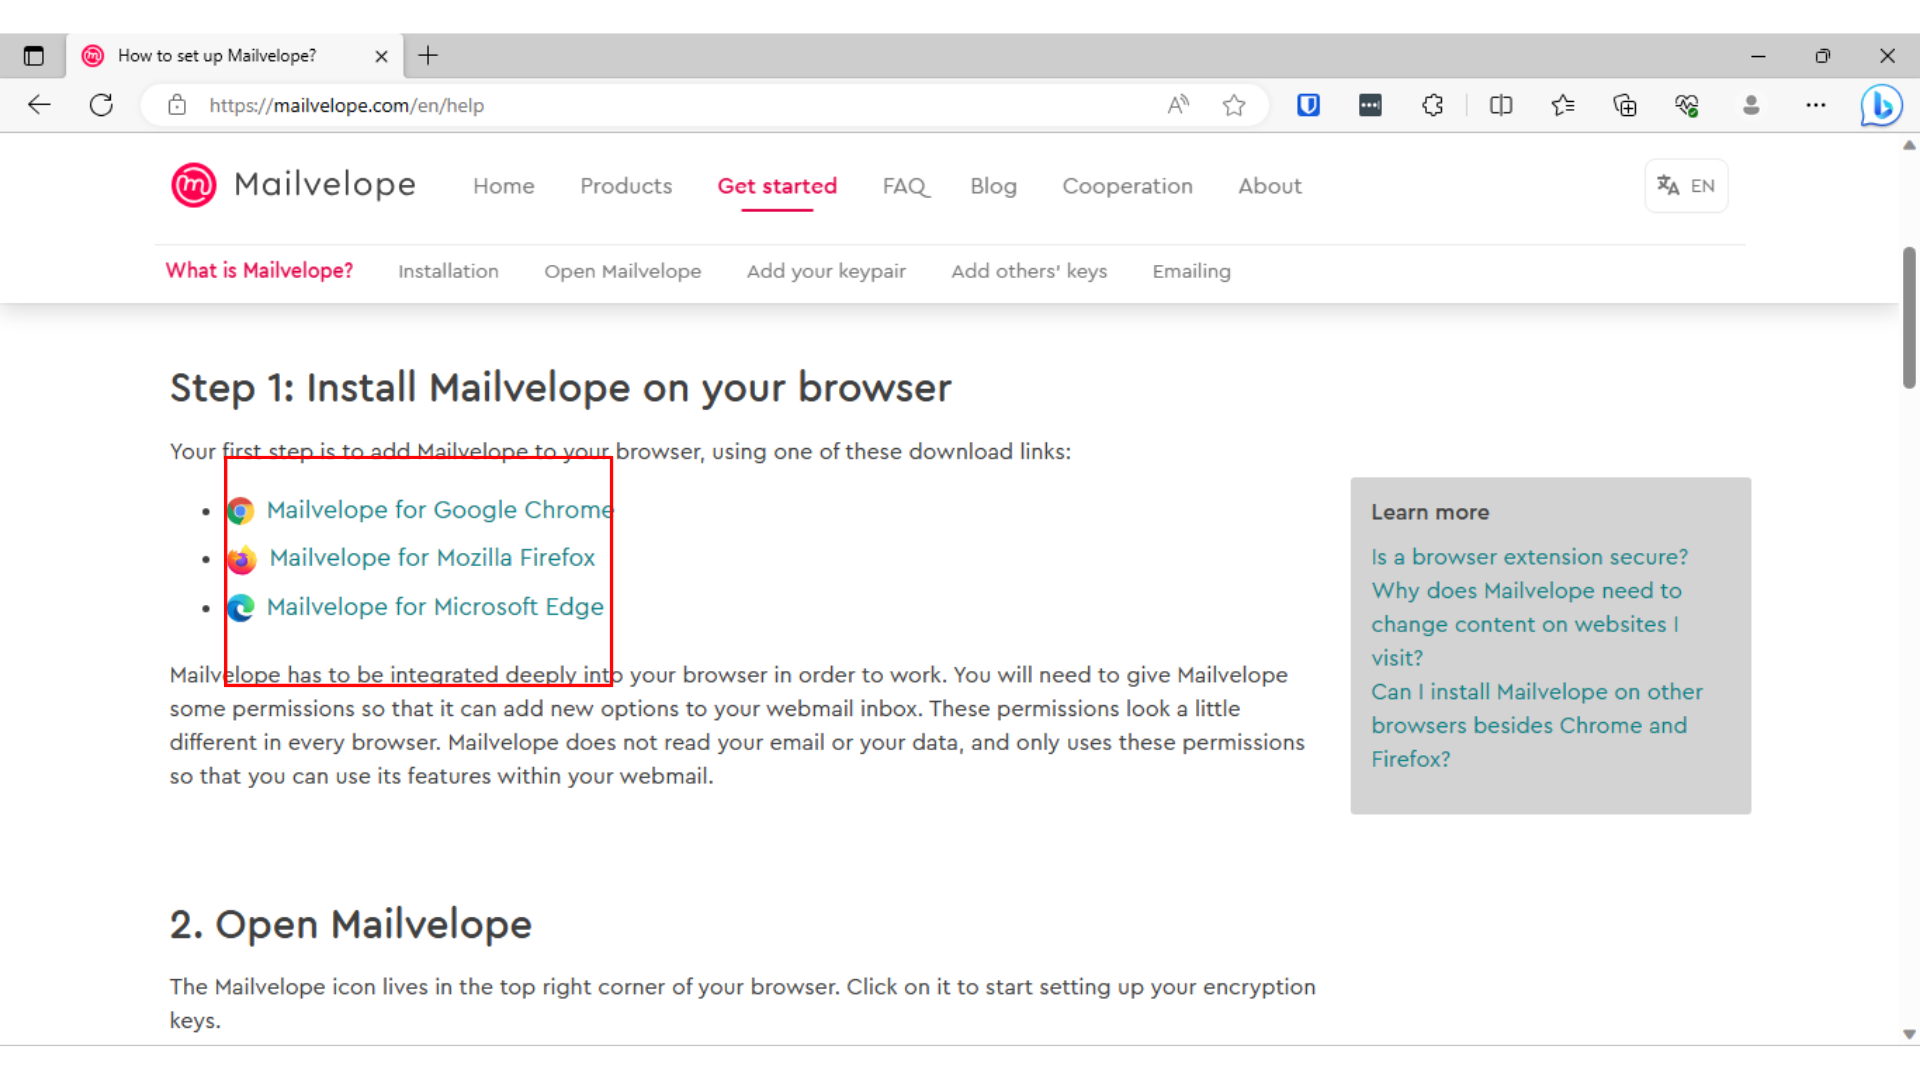 How to set up Mailvelope?
https://mailvelope.com/en/help
Mailvelope
Home
Products
Get started
FAQ
Blog
Cooperation
About
EN
What is Mailvelope?
Installation
Open Mailvelope
Add your keypair
Add others' keys
Emailing
Step 1: Install Mailvelope on your browser
Your first step is to add Mailvelope to your browser, using one of these download links:
Mailvelope for Google Chrome
Mailvelope for Mozilla Firefox
Mailvelope for Microsoft Edge
Mailvelope has to be integrated deeply into your browser in order to work. You will need to give Mailvelope
some permissions so that it can add new options to your webmail inbox. These permissions look a little
different in every browser. Mailvelope does not read your email or your data, and only uses these permissions
so that you can use its features within your webmail.
Learn more
Is a browser extension secure?
Why does Mailvelope need to
change content on websites I
visit?
Can I install Mailvelope on other
browsers besides Chrome and
Firefox?
2. Open Mailvelope
The Mailvelope icon lives in the top right corner of your browser. Click on it to start setting up your encryption
keys.